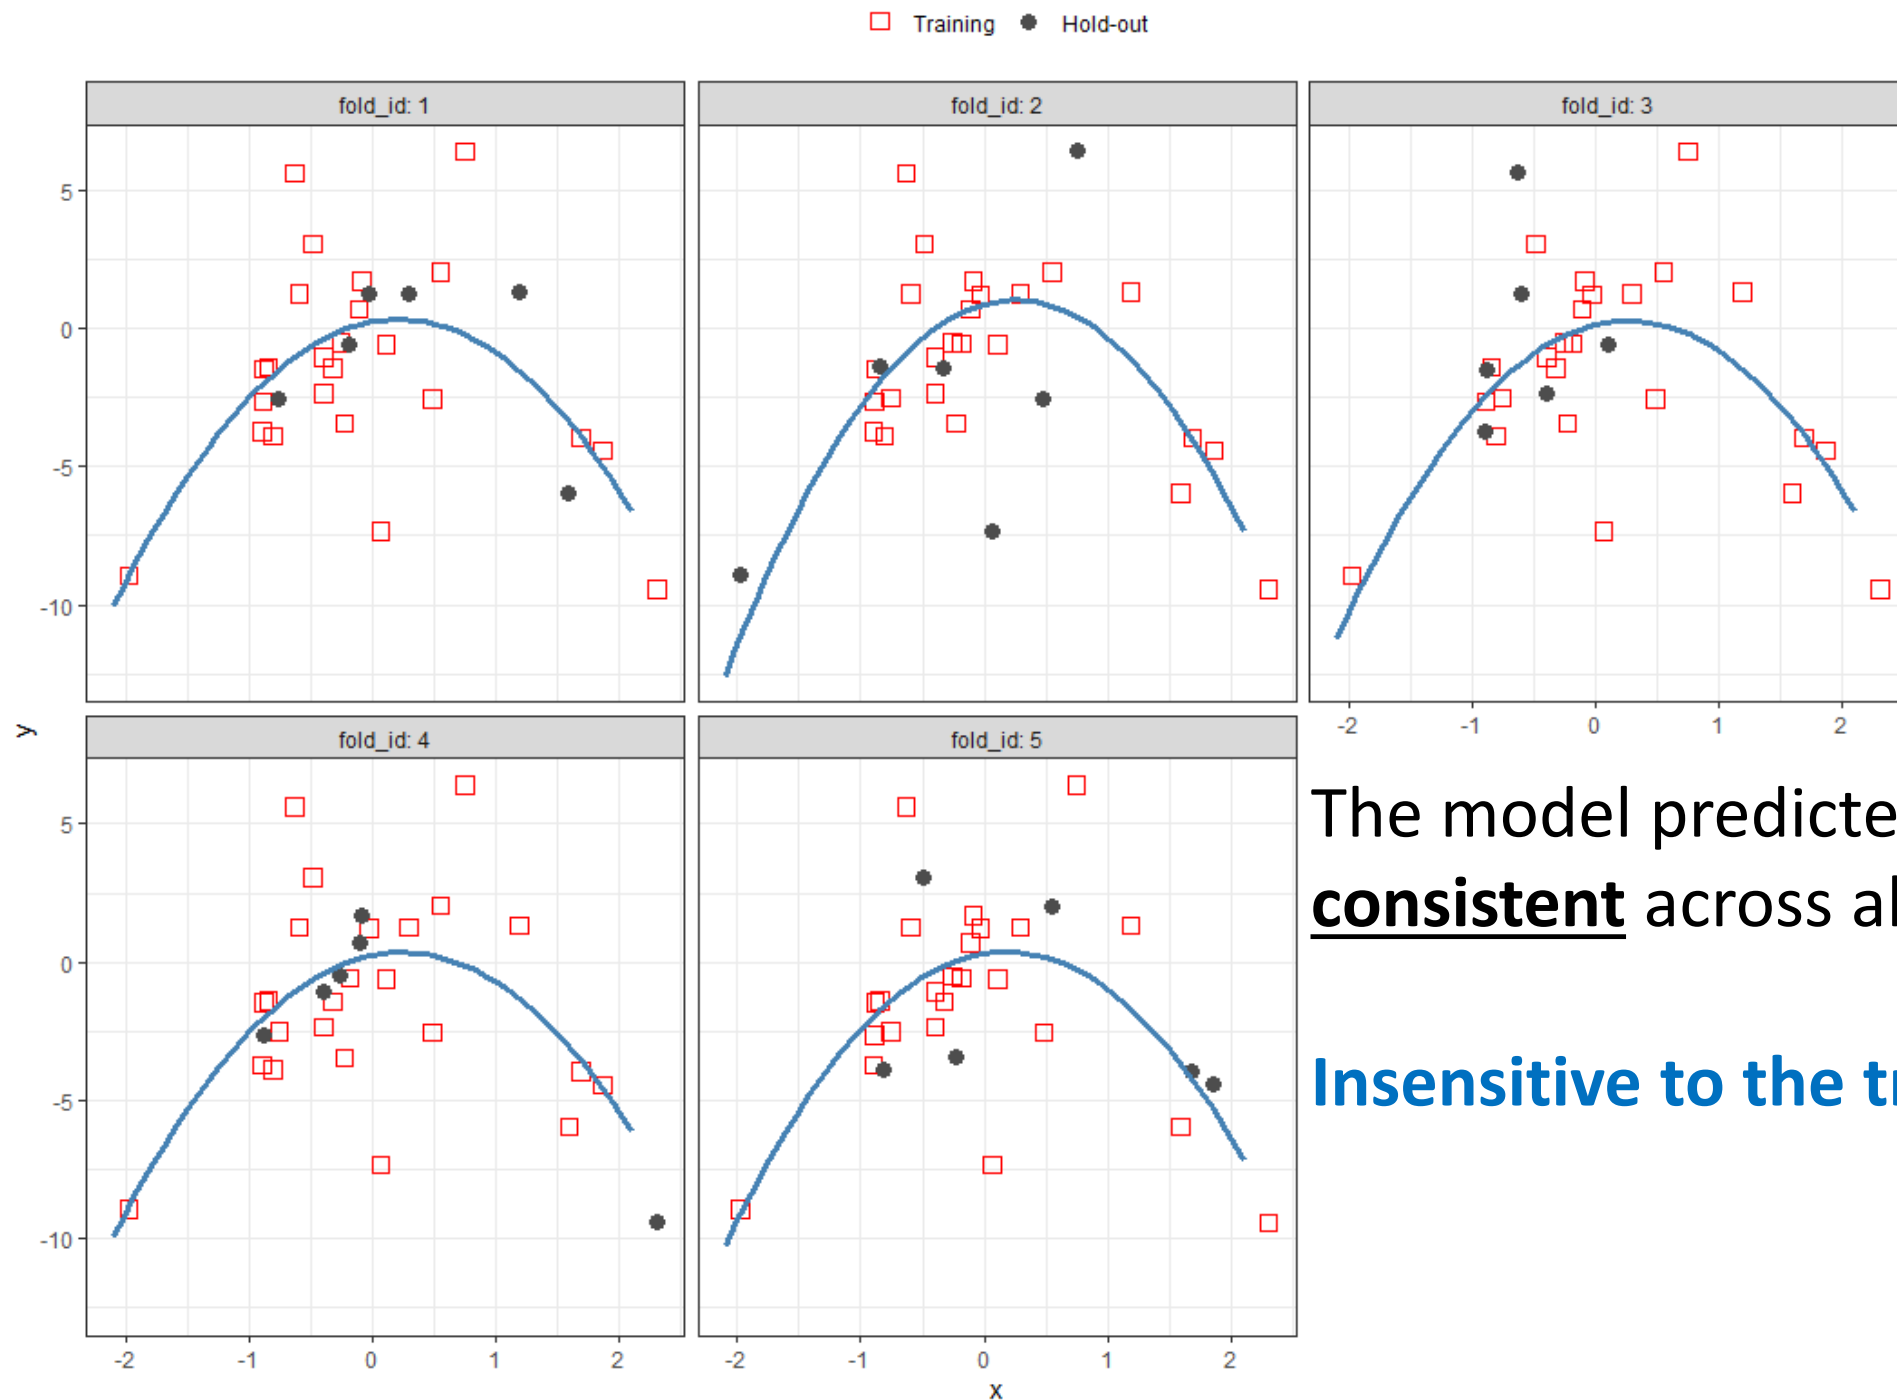 Training Hold-out
fold_id: 1
fold_id: 2
fold_id: 3
5
0
-5
-10
-2 -1 0 1 2
y
fold_id: 4
fold_id: 5
5
0
-5
-10
-2 -1 0 1 2
-2 -1 0 1 2
x
The model predicte
consistent across al
Insensitive to the tr